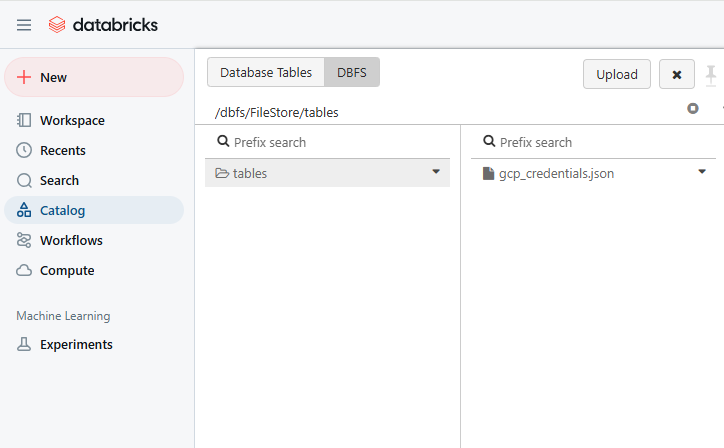 databricks
New
Workspace
Recents
Search
Catalog
Workflows
Compute
Machine Learning
Experiments
Database Tables DBFS
Upload
/dbfs/FileStore/tables
Prefix search
tables
Prefix search
gcp_credentials.json